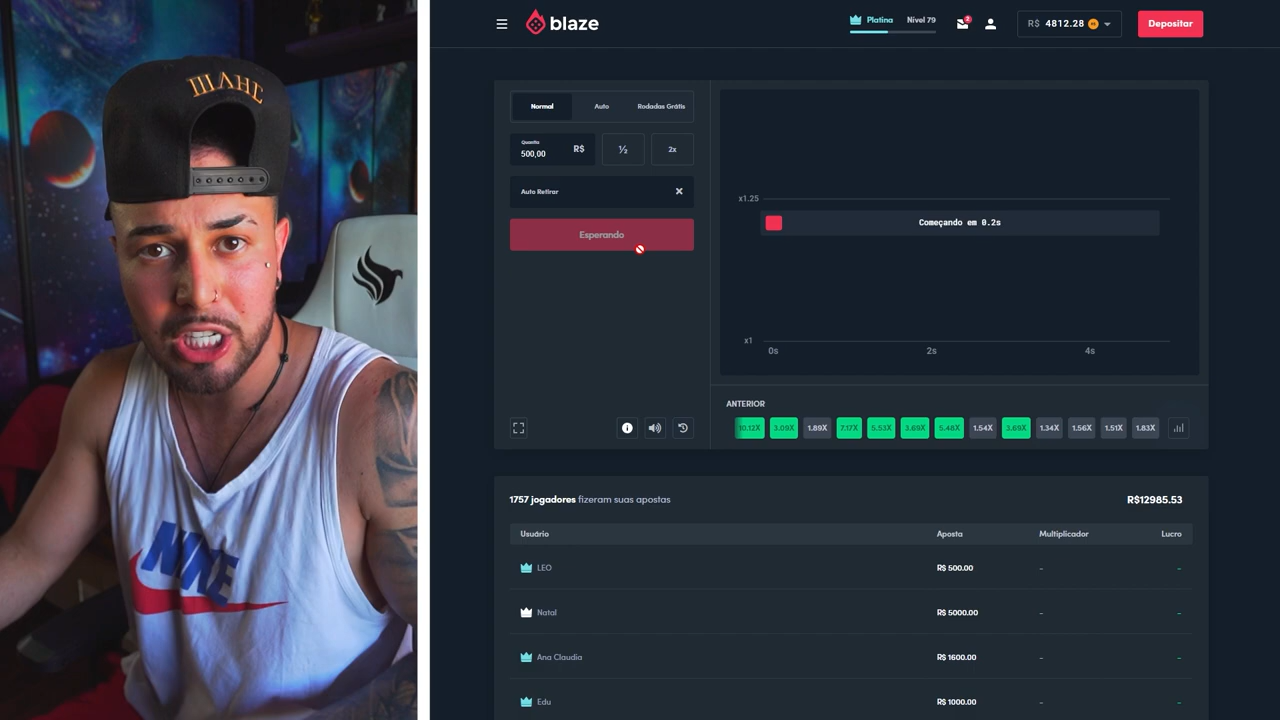 blaze
Platina
Nível 79
2
R$ 4812.28
Depositar
Normal
Auto
Rodadas Grátis
Quantia
500,00
R$
½
2x
Auto Retirar
Esperando
x1.25
Começando em 0.2s
x1
0s
2s
4s
ANTERIOR
10.12X
3.09X
1.89X
7.17X
5.53X
3.69X
5.48X
1.54X
3.69X
1.34X
1.56X
1.51X
1.83X
1757 jogadores fizeram suas apostas
R$12985.53
Usuário
Aposta
Multiplicador
Lucro
LEO
R$ 500.00
-
-
Natal
R$ 5000.00
-
-
Ana Claudia
R$ 1600.00
-
-
Edu
R$ 1000.00
-
-
NIKE